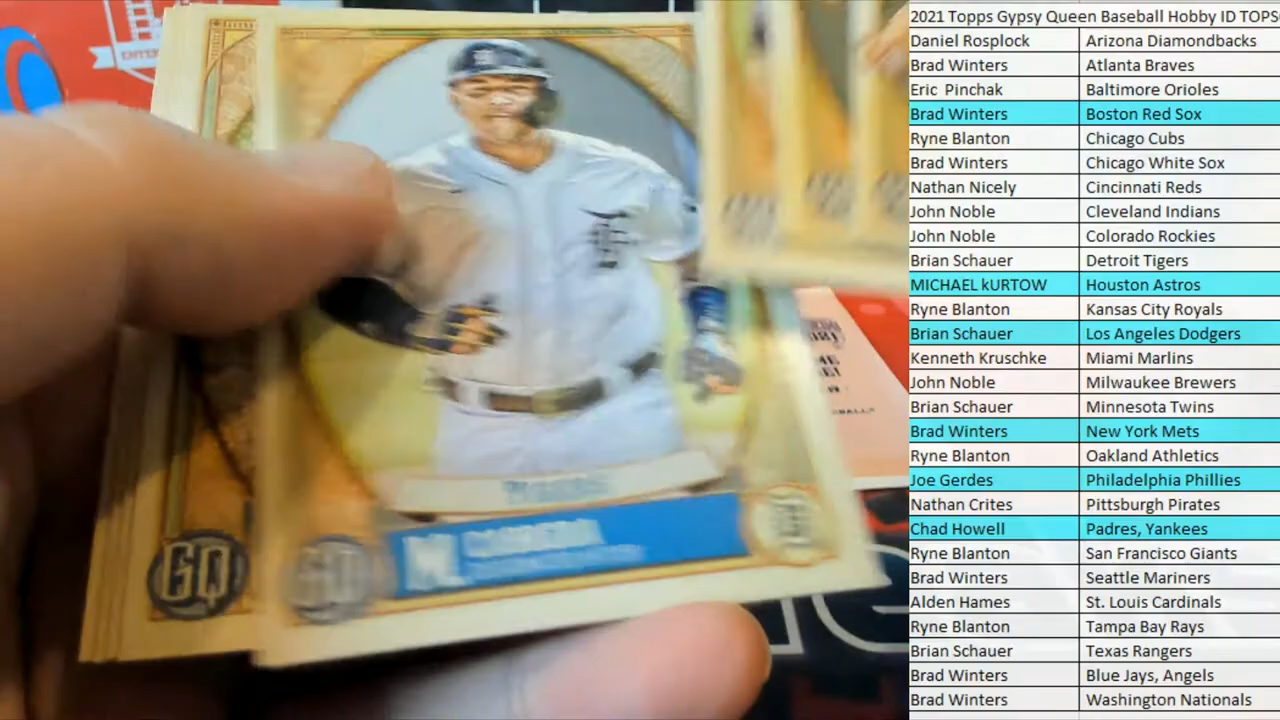 2021 Topps Gypsy Queen Baseball Hobby ID TOPS
Daniel Rosplock Arizona Diamondbacks
Brad Winters Atlanta Braves
Eric Pinchak Baltimore Orioles
Brad Winters Boston Red Sox
Ryne Blanton Chicago Cubs
Brad Winters Chicago White Sox
Nathan Nicely Cincinnati Reds
John Noble Cleveland Indians
John Noble Colorado Rockies
Brian Schauer Detroit Tigers
MICHAEL kURTOW Houston Astros
Ryne Blanton Kansas City Royals
Brian Schauer Los Angeles Dodgers
Kenneth Kruschke Miami Marlins
John Noble Milwaukee Brewers
Brian Schauer Minnesota Twins
Brad Winters New York Mets
Ryne Blanton Oakland Athletics
Joe Gerdes Philadelphia Phillies
Nathan Crites Pittsburgh Pirates
Chad Howell Padres, Yankees
Ryne Blanton San Francisco Giants
Brad Winters Seattle Mariners
Alden Hames St. Louis Cardinals
Ryne Blanton Tampa Bay Rays
Brian Schauer Texas Rangers
Brad Winters Blue Jays, Angels
Brad Winters Washington Nationals
GQ
GQ